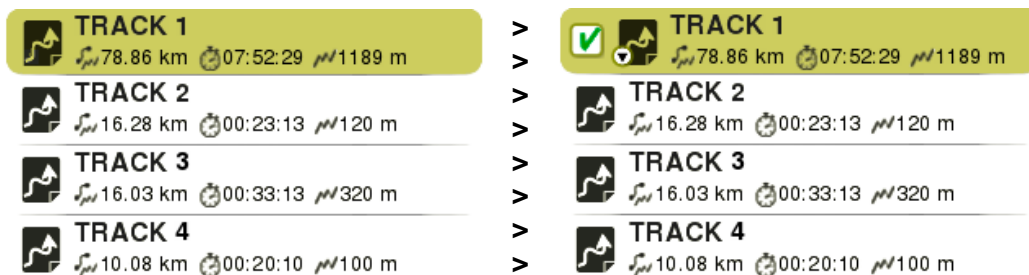 TRACK 1
78.86 km 07:52:29 1189 m
TRACK 2
16.28 km 00:23:13 120 m
TRACK 3
16.03 km 00:33:13 320 m
TRACK 4
10.08 km 00:20:10 100 m
>
>
>
>
>
>
>
>
TRACK 1
78.86 km 07:52:29 1189 m
TRACK 2
16.28 km 00:23:13 120 m
TRACK 3
16.03 km 00:33:13 320 m
TRACK 4
10.08 km 00:20:10 100 m